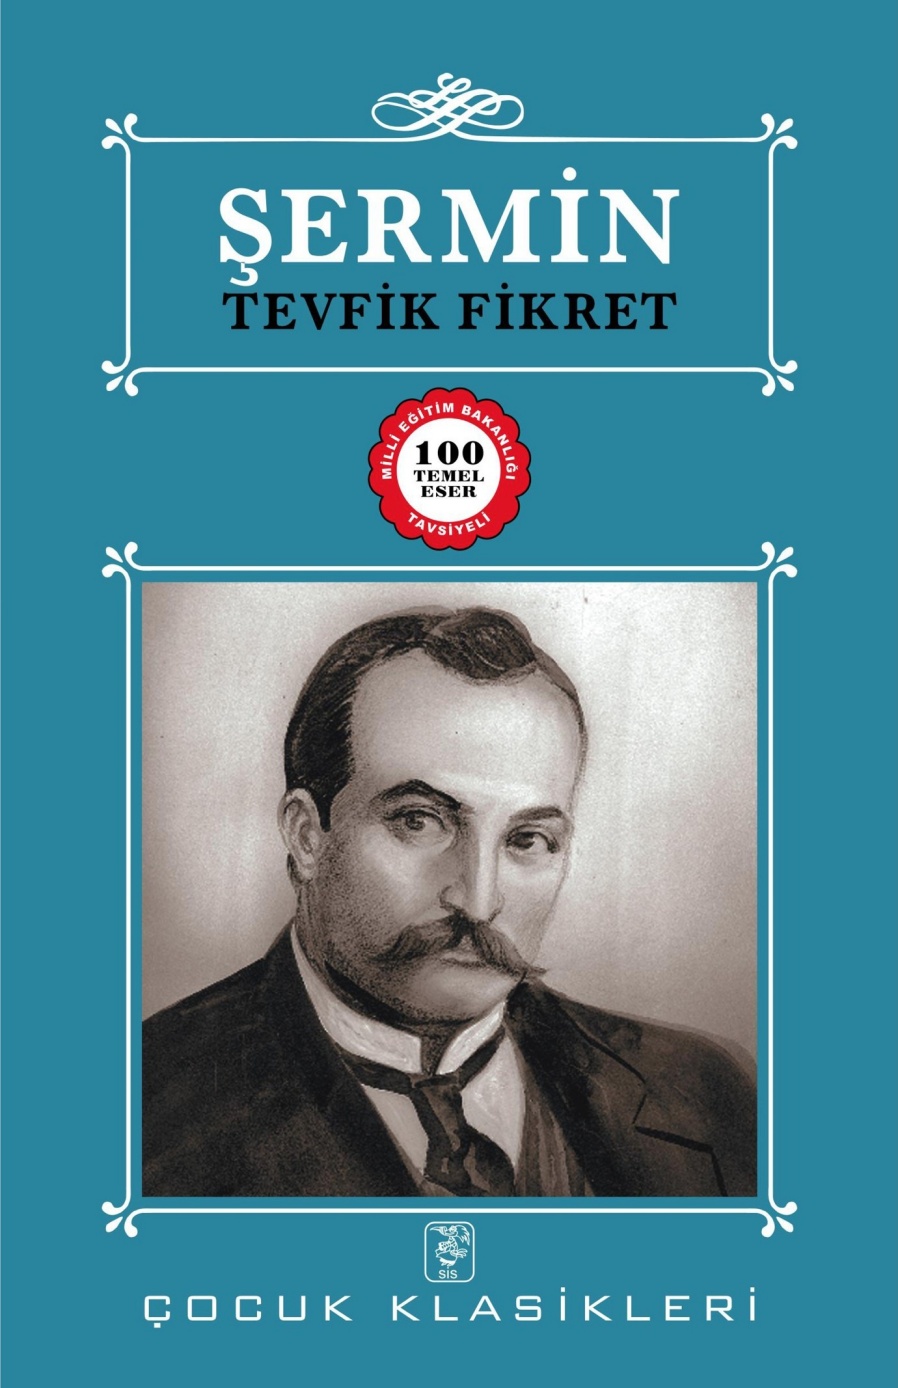 ŞERMİN
TEVFİK FİKRET
MİLLİ EĞİTİM BAKANLIĞI
100
TEMEL
ESER
TAVSİYELİ
SİS
ÇOCUK KLASİKLERİ